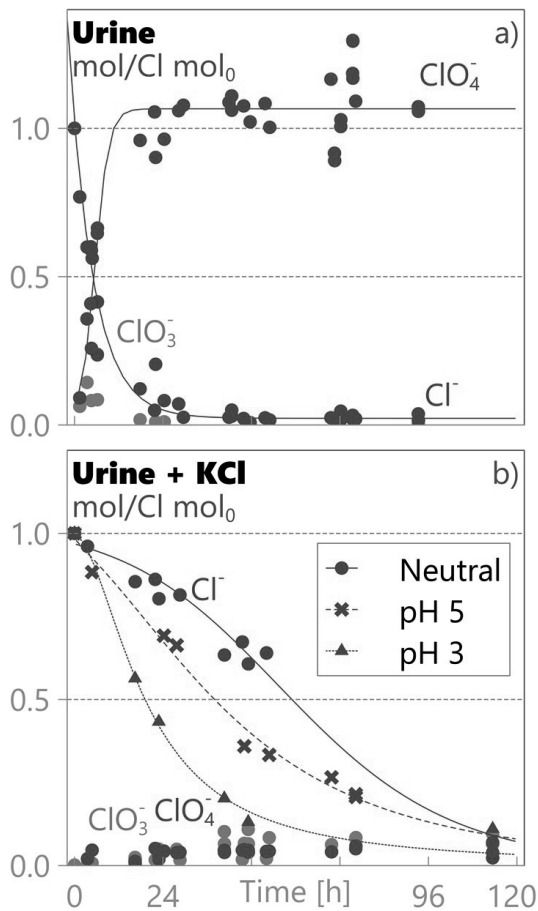 Urine a)
mol/Cl mol₀
ClO₄⁻
1.0
0.5
ClO₃⁻
Cl⁻
0.0
Urine + KCl b)
mol/Cl mol₀
1.0
Neutral
Cl⁻
pH 5
pH 3
0.5
ClO₃⁻ ClO₄⁻
0.0
0 24 Time [h] 96 120